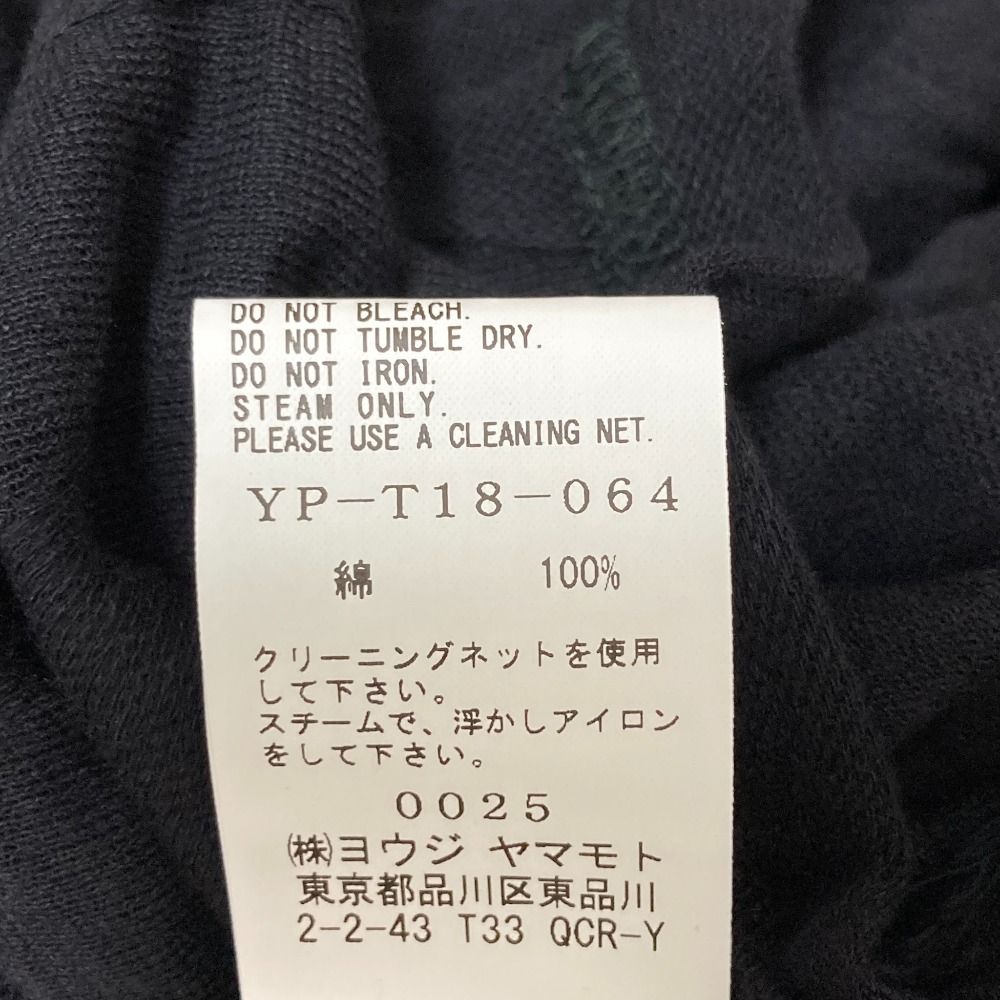 DO NOT BLEACH.
DO NOT TUMBLE DRY.
DO NOT IRON.
STEAM ONLY.
PLEASE USE A CLEANING NET.
YP-T18-064
綿 100%
クリーニングネットを使用
して下さい。
スチームで、浮かしアイロン
をして下さい。
0025
㈱ヨウジ ヤマモト
東京都品川区東品川
2-2-43 T33 QCR-Y